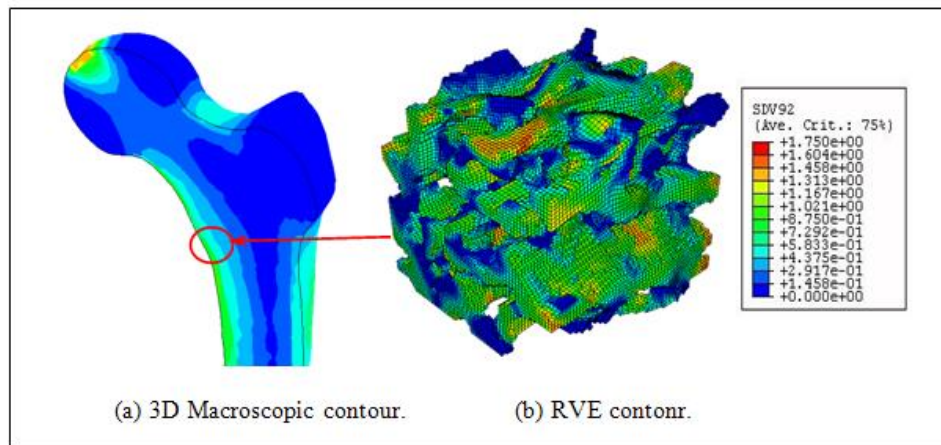 SDV92
(Ave. Crit.: 75%)
+1.750e+00
+1.604e+00
+1.458e+00
+1.313e+00
+1.167e+00
+1.021e+00
+8.750e-01
+7.292e-01
+5.833e-01
+4.375e-01
+2.917e-01
+1.458e-01
+0.000e+00
(a) 3D Macroscopic contour.
(b) RVE contonr.